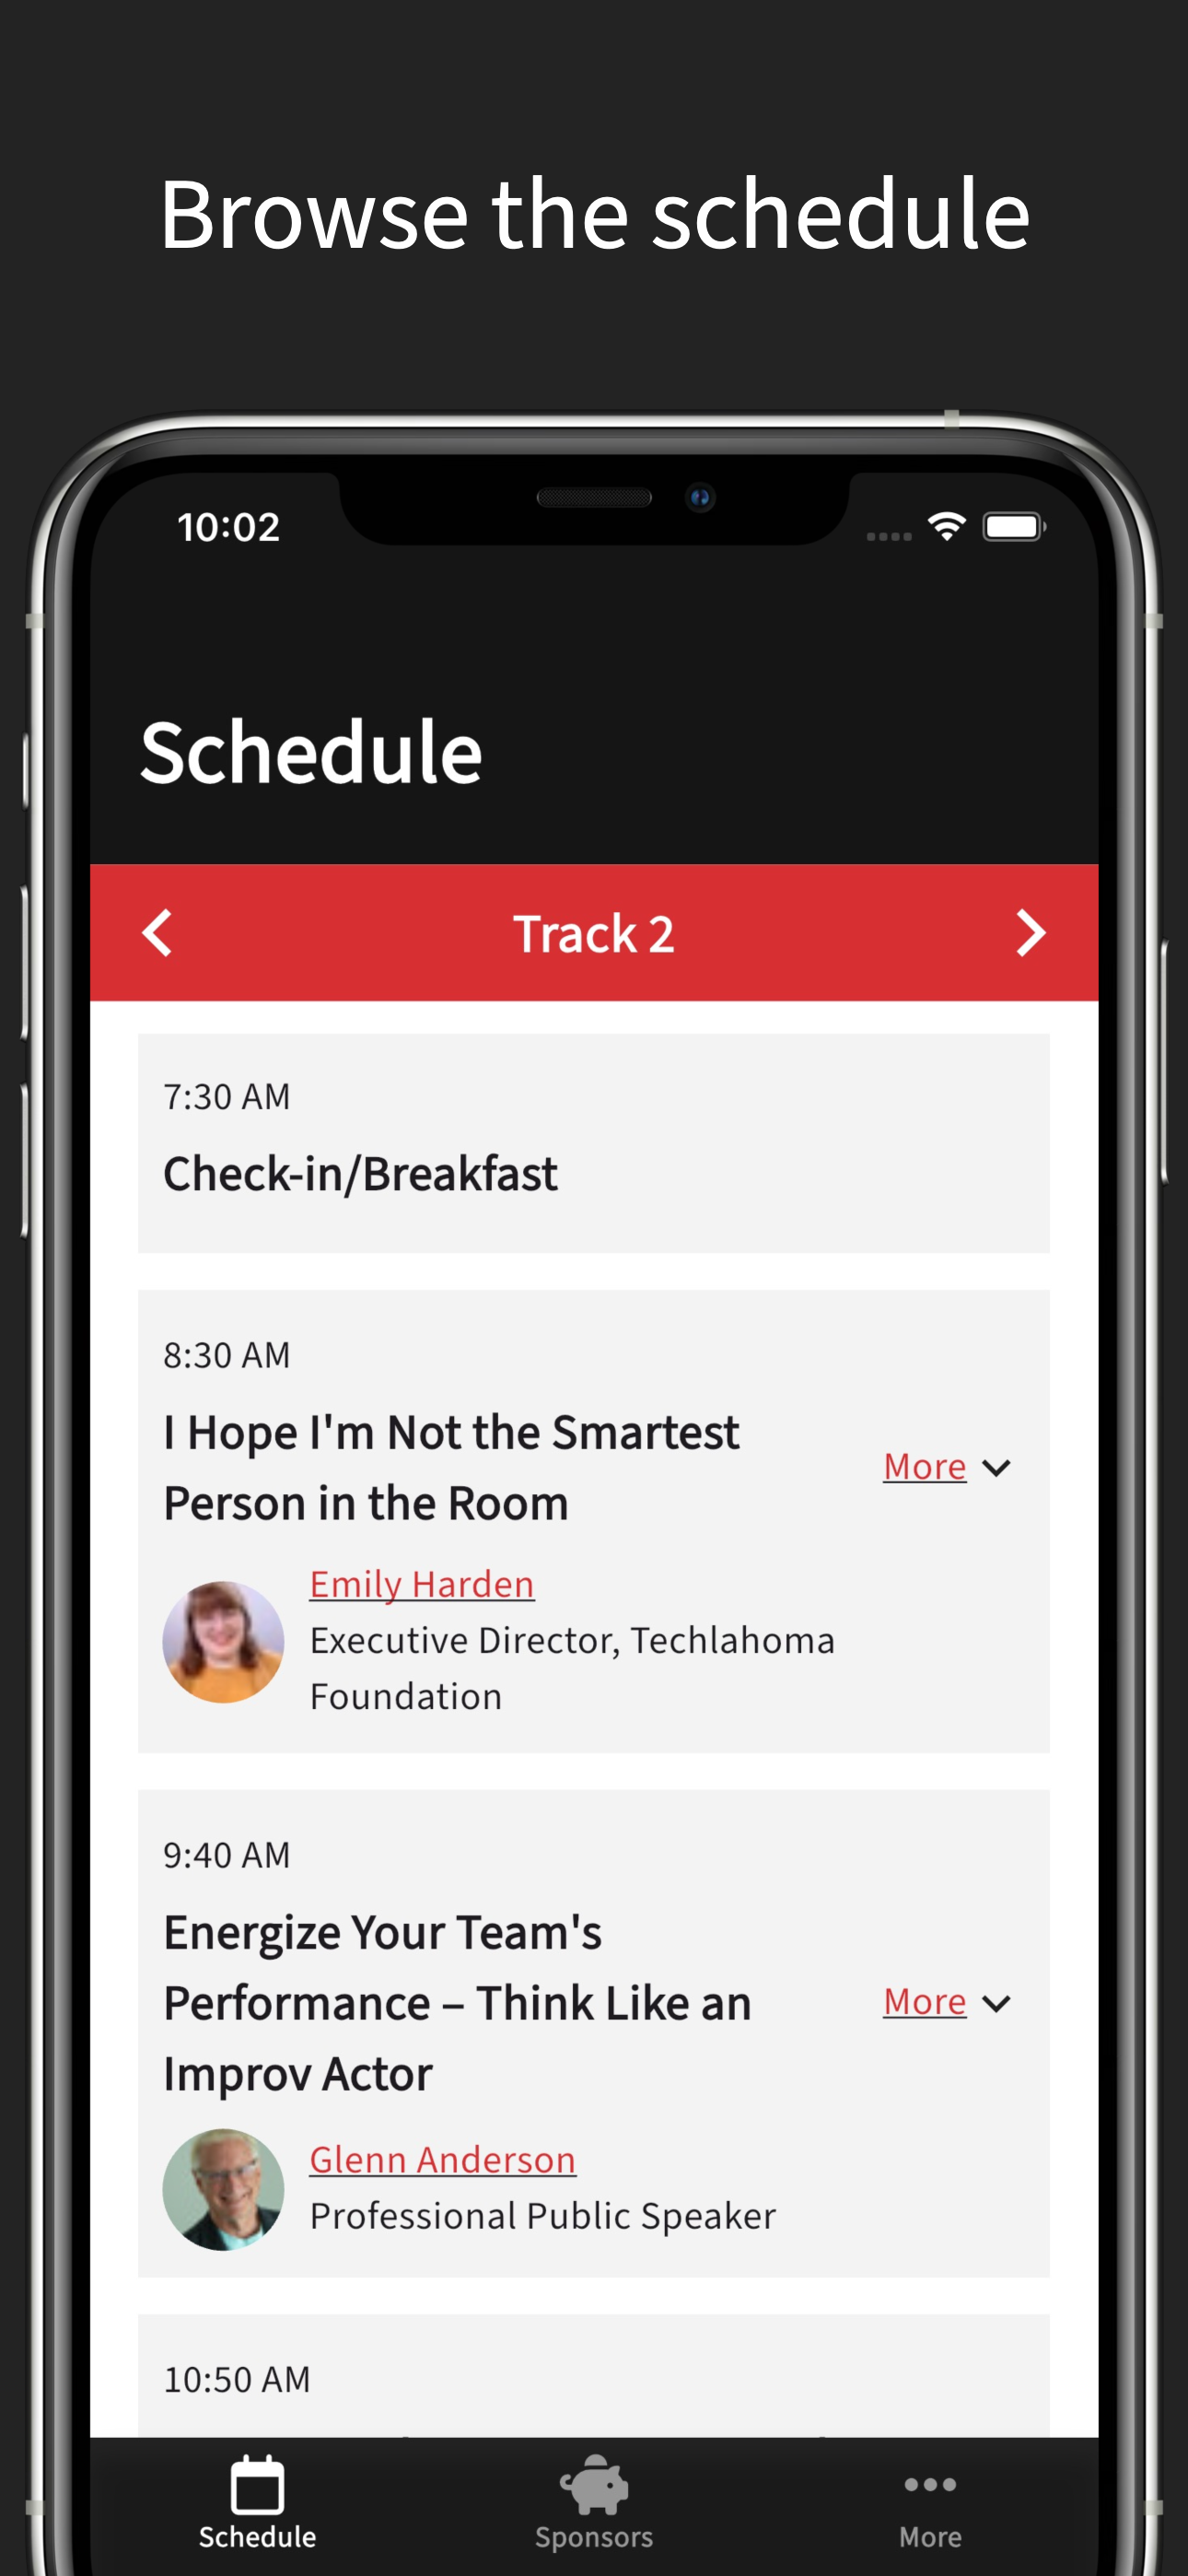 Browse the schedule
10:02
Schedule
Track 2
7:30 AM
Check-in/Breakfast
8:30 AM
I Hope I'm Not the Smartest
Person in the Room
More
Emily Harden
Executive Director, Techlahoma
Foundation
9:40 AM
Energize Your Team's
Performance – Think Like an
Improv Actor
More
Glenn Anderson
Professional Public Speaker
10:50 AM
Schedule
Sponsors
More